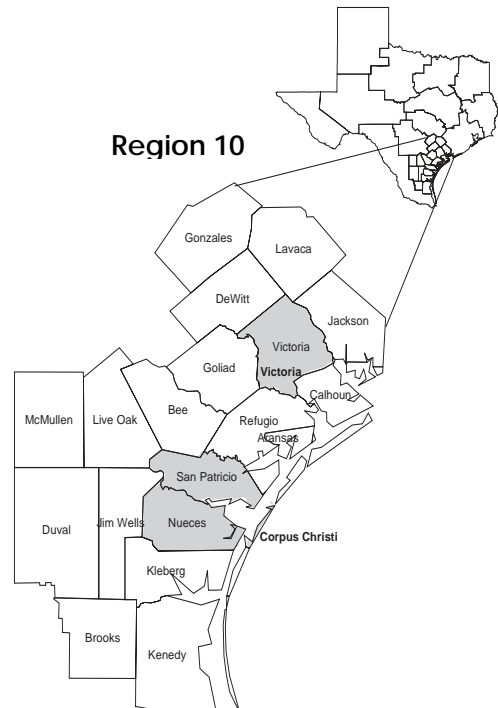 Region 10
Gonzales
Lavaca
DeWitt
Jackson
Victoria
Goliad
Victoria
Calhoun
Bee
McMullen
Live Oak
Refugio
Aransas
San Patricio
Duval
Jim Wells
Nueces
Corpus Christi
Kleberg
Brooks
Kenedy